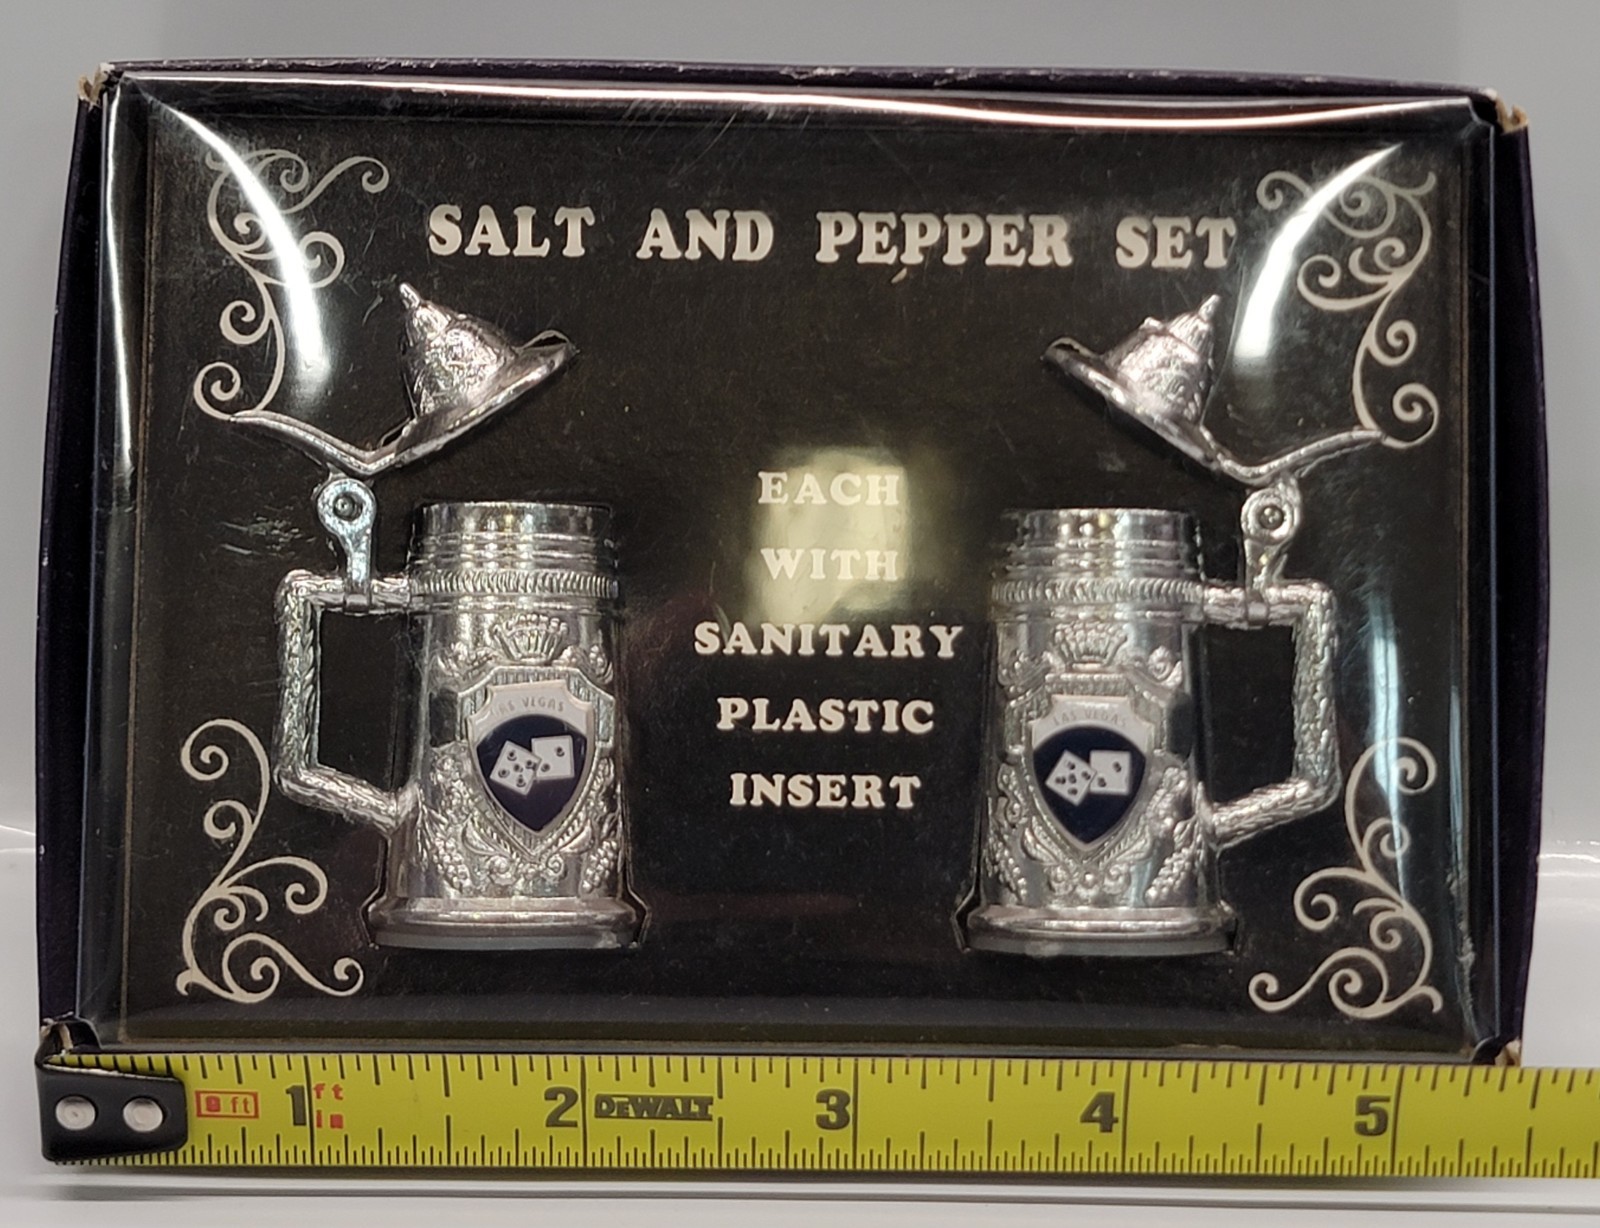 SALT AND PEPPER SET
EACH
WITH
SANITARY
PLASTIC
INSERT
LAS VEGAS
LAS VEGAS
8 ft 1 ft 2 DEWALT 3 4 5
in